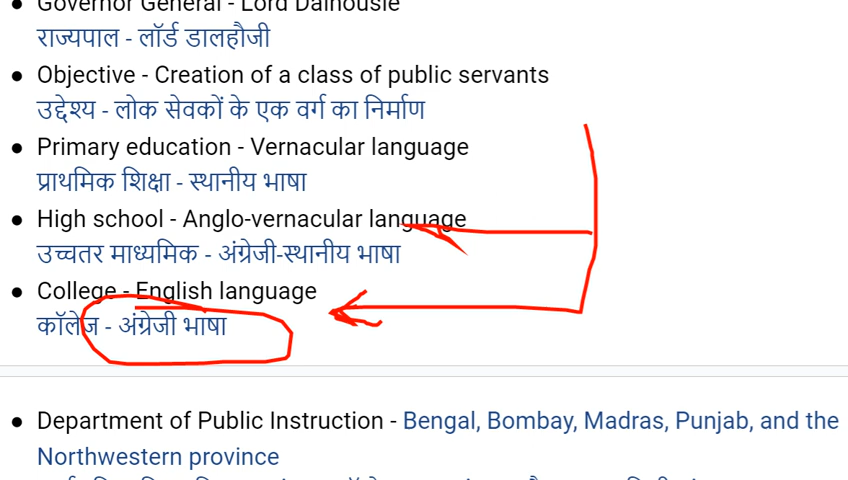 Governor General - Lord Dalhousie
राज्यपाल - लॉर्ड डालहौजी
Objective - Creation of a class of public servants
उद्देश्य - लोक सेवकों के एक वर्ग का निर्माण
Primary education - Vernacular language
प्राथमिक शिक्षा - स्थानीय भाषा
High school - Anglo-vernacular language
उच्चतर माध्यमिक - अंग्रेजी-स्थानीय भाषा
College - English language
कॉलेज - अंग्रेजी भाषा
Department of Public Instruction - Bengal, Bombay, Madras, Punjab, and the
Northwestern province